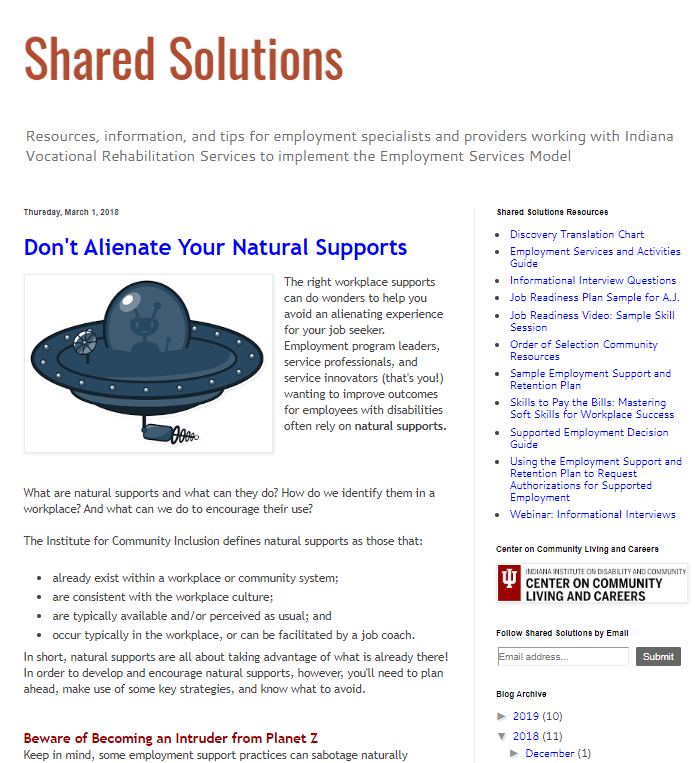 Shared Solutions
Resources, information, and tips for employment specialists and providers working with Indiana
Vocational Rehabilitation Services to implement the Employment Services Model
Thursday, March 1, 2018
Don't Alienate Your Natural Supports
The right workplace supports
can do wonders to help you
avoid an alienating experience
for your job seeker.
Employment program leaders,
service professionals, and
service innovators (that's you!)
wanting to improve outcomes
for employees with disabilities
often rely on natural supports.
What are natural supports and what can they do? How do we identify them in a
workplace? And what can we do to encourage their use?
The Institute for Community Inclusion defines natural supports as those that:
• already exist within a workplace or community system;
• are consistent with the workplace culture;
• are typically available and/or perceived as usual; and
• occur typically in the workplace, or can be facilitated by a job coach.
In short, natural supports are all about taking advantage of what is already there!
In order to develop and encourage natural supports, however, you'll need to plan
ahead, make use of some key strategies, and know what to avoid.
Beware of Becoming an Intruder from Planet Z
Keep in mind, some employment support practices can sabotage naturally
Shared Solutions Resources
• Discovery Translation Chart
• Employment Services and Activities
Guide
• Informational Interview Questions
• Job Readiness Plan Sample for A.J.
• Job Readiness Video: Sample Skill
Session
• Order of Selection Community
Resources
• Sample Employment Support and
Retention Plan
• Skills to Pay the Bills: Mastering
Soft Skills for Workplace Success
• Supported Employment Decision
Guide
• Using the Employment Support and
Retention Plan to Request
Authorizations for Supported
Employment
• Webinar: Informational Interviews
Center on Community Living and Careers
INDIANA INSTITUTE ON DISABILITY AND COMMUNITY
CENTER ON COMMUNITY
LIVING AND CAREERS
Follow Shared Solutions by Email
Email address...
Submit
Blog Archive
► 2019 (10)
▼ 2018 (11)
► December (1)